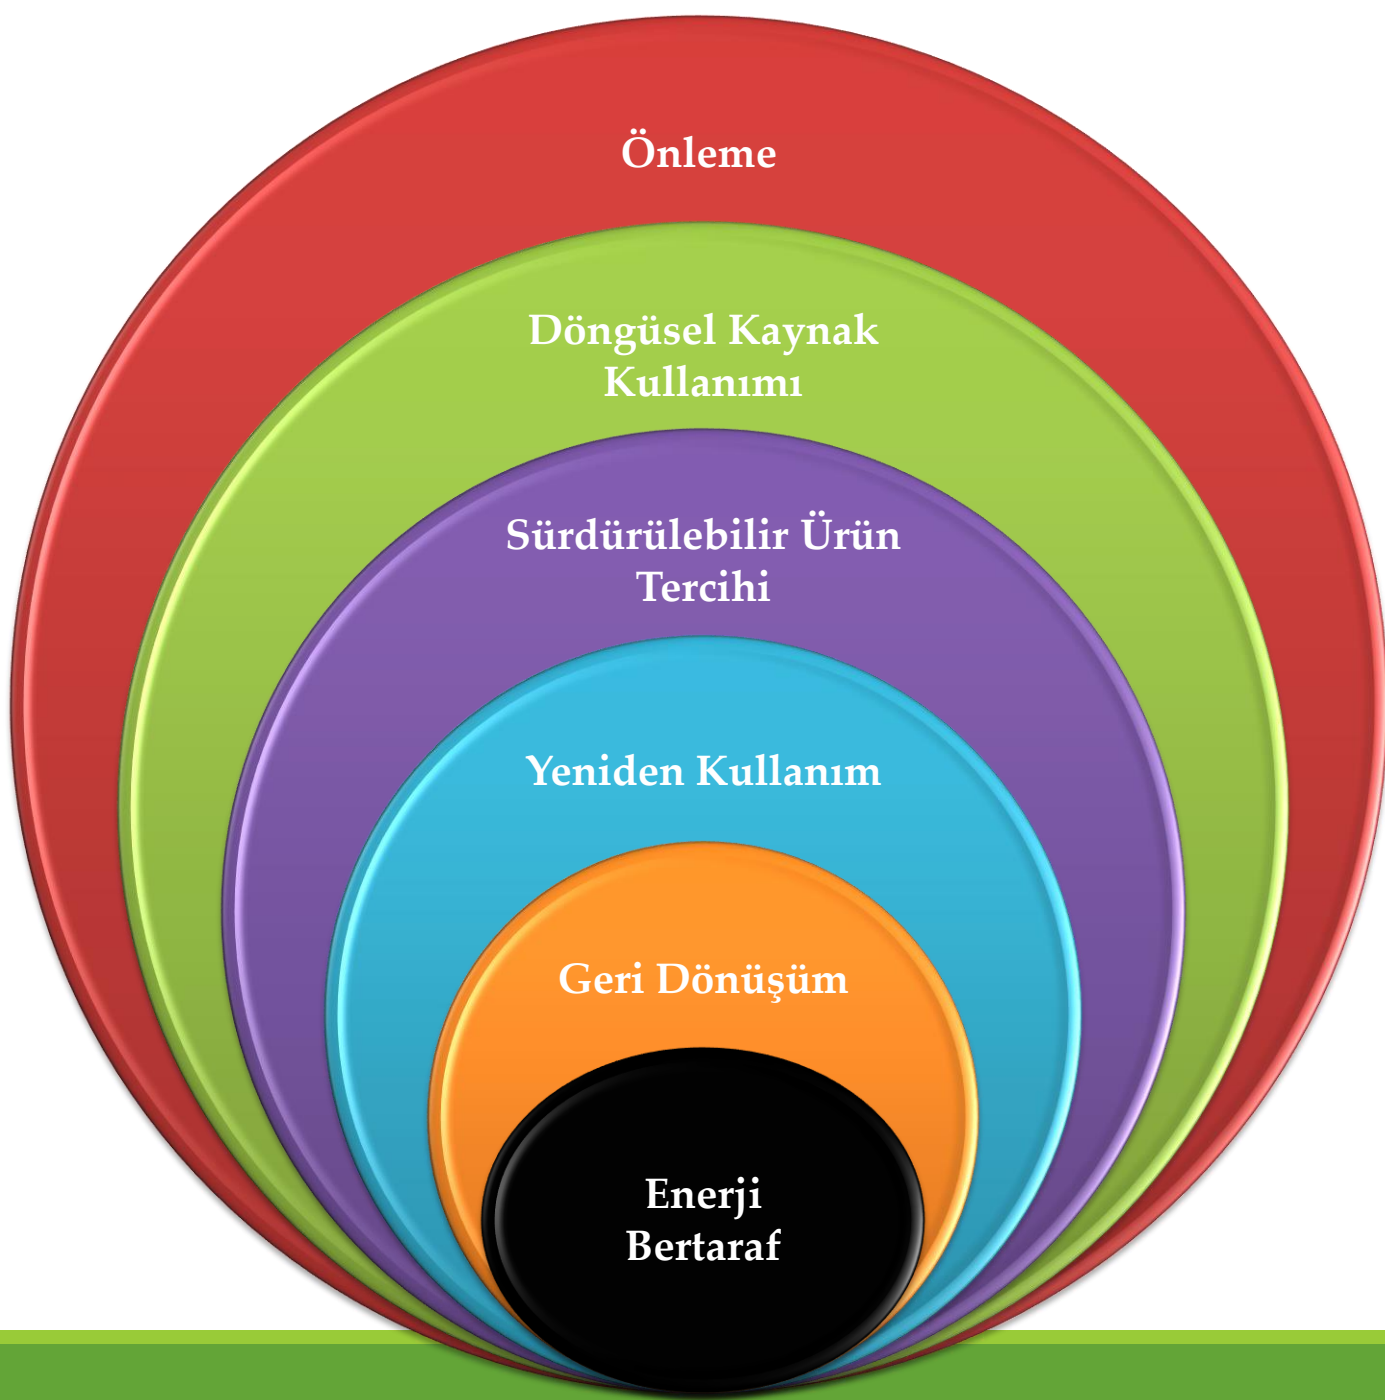 Önleme
Döngüsel Kaynak
Kullanımı
Sürdürülebilir Ürün
Tercihi
Yeniden Kullanım
Geri Dönüşüm
Enerji
Bertaraf